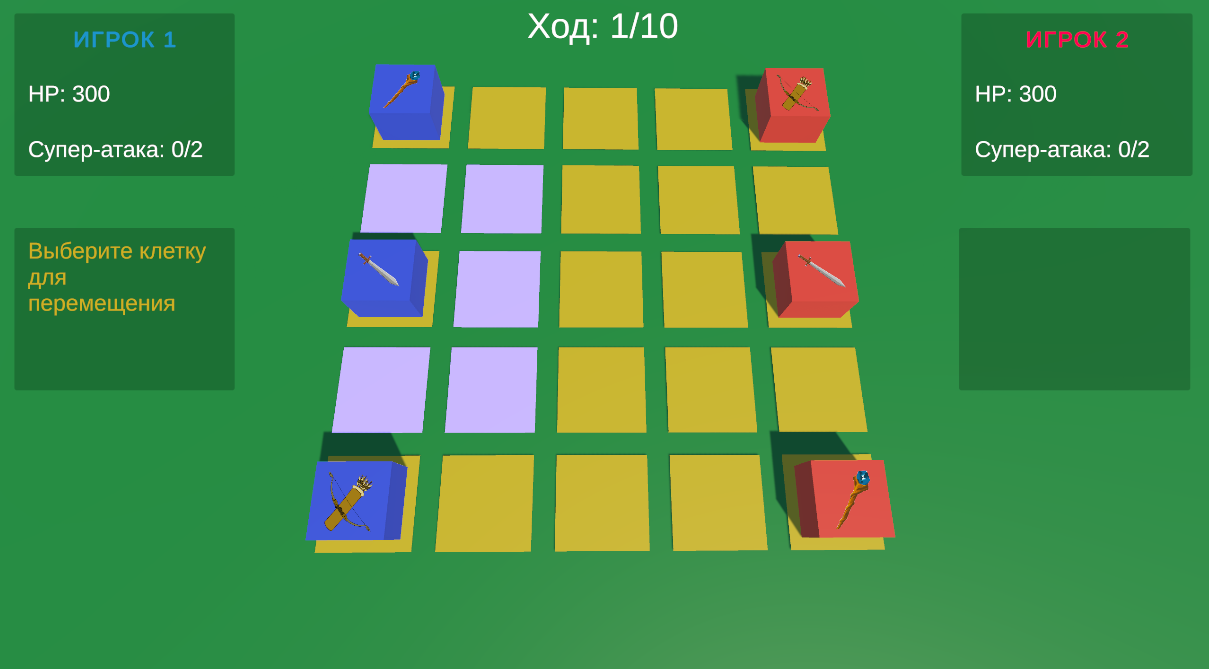 Ход: 1/10
ИГРОК 1
HP: 300
Супер-атака: 0/2
Выберите клетку
для
перемещения
ИГРОК 2
HP: 300
Супер-атака: 0/2